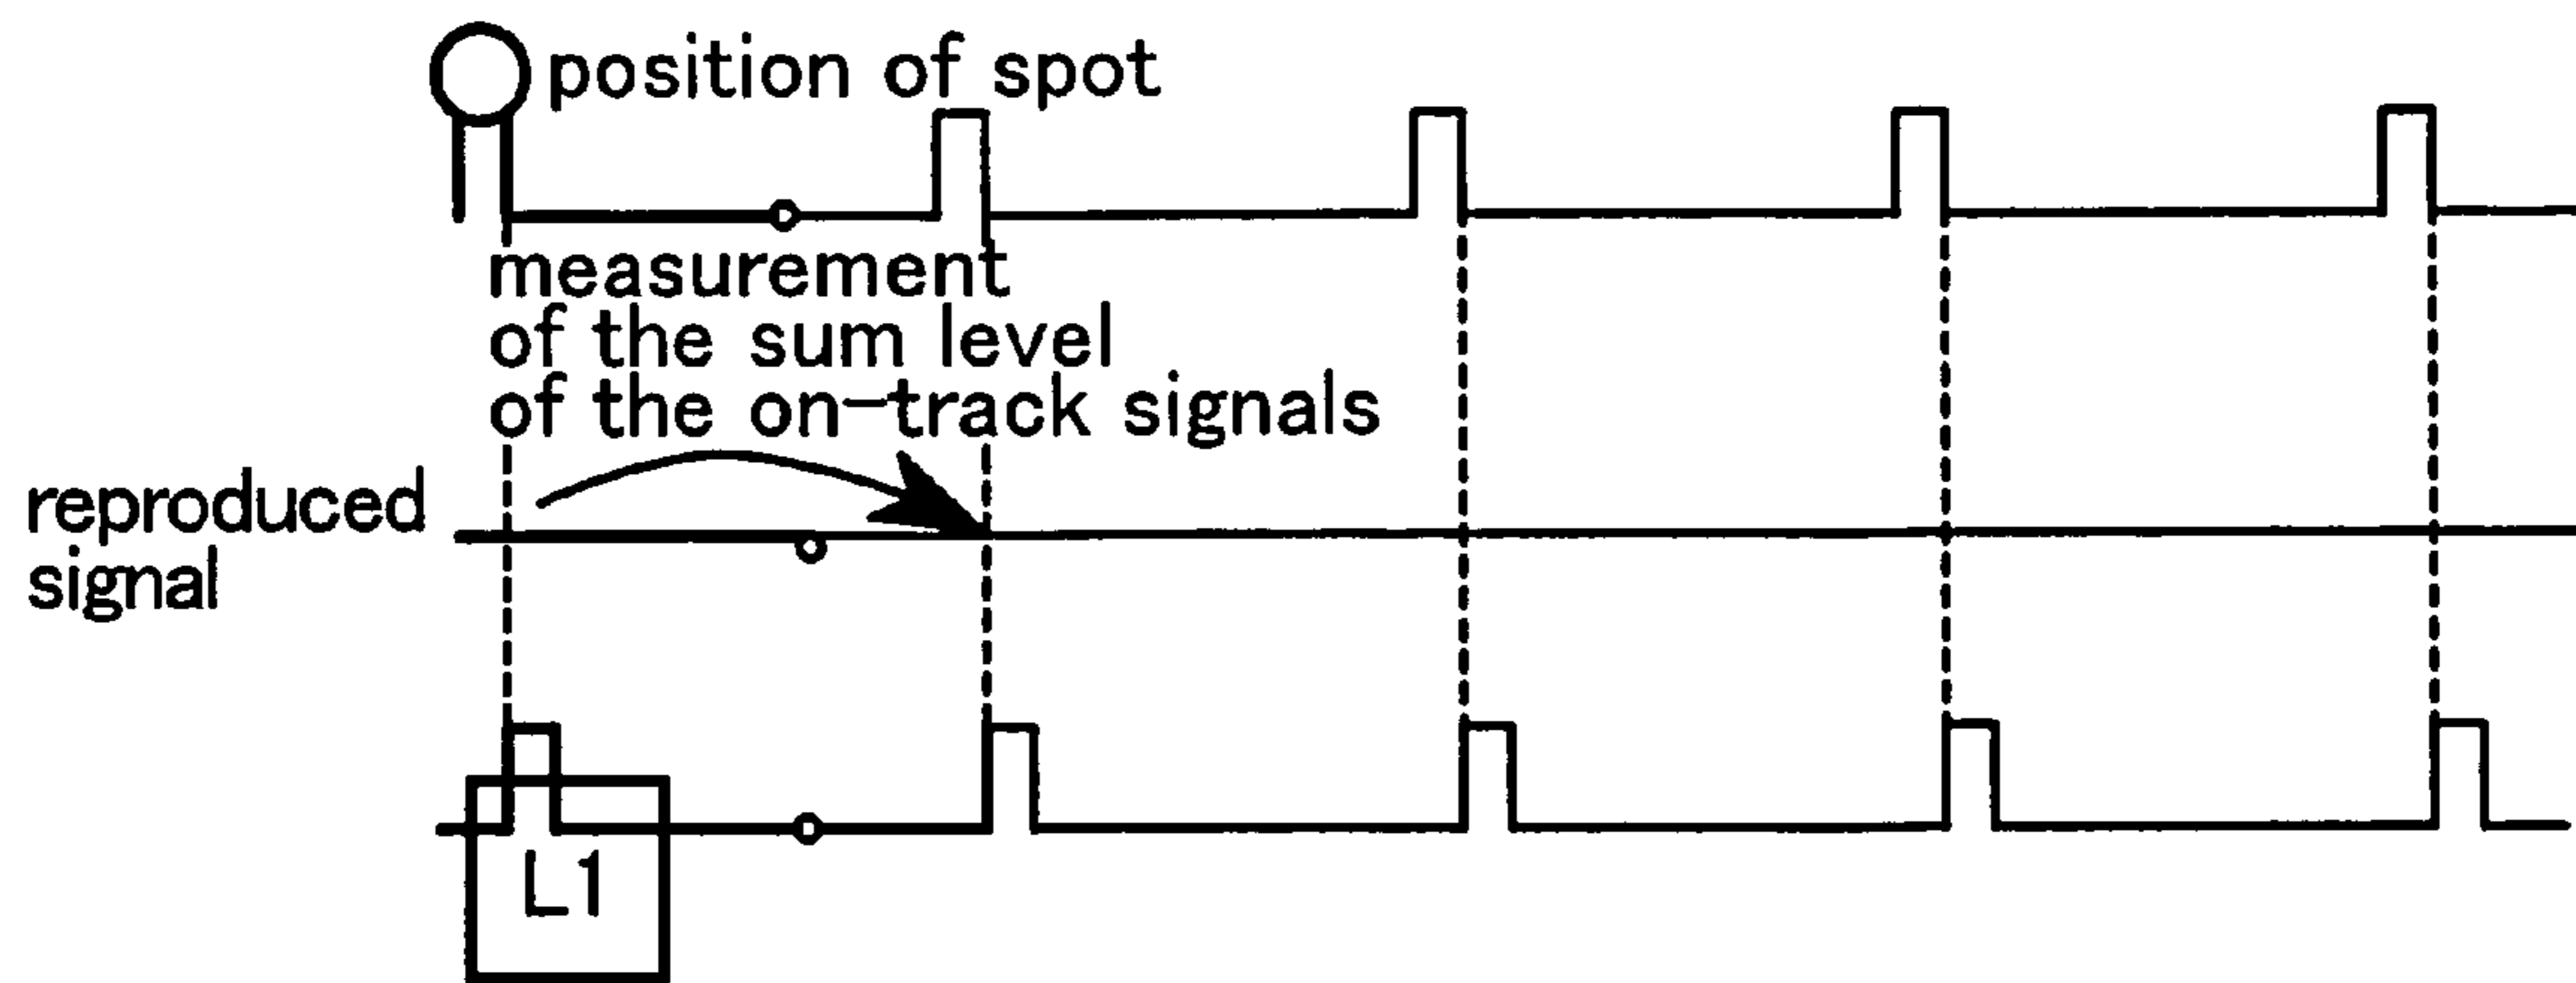 position of spot
measurement
of the sum level
of the on-track signals
reproduced
signal
L1